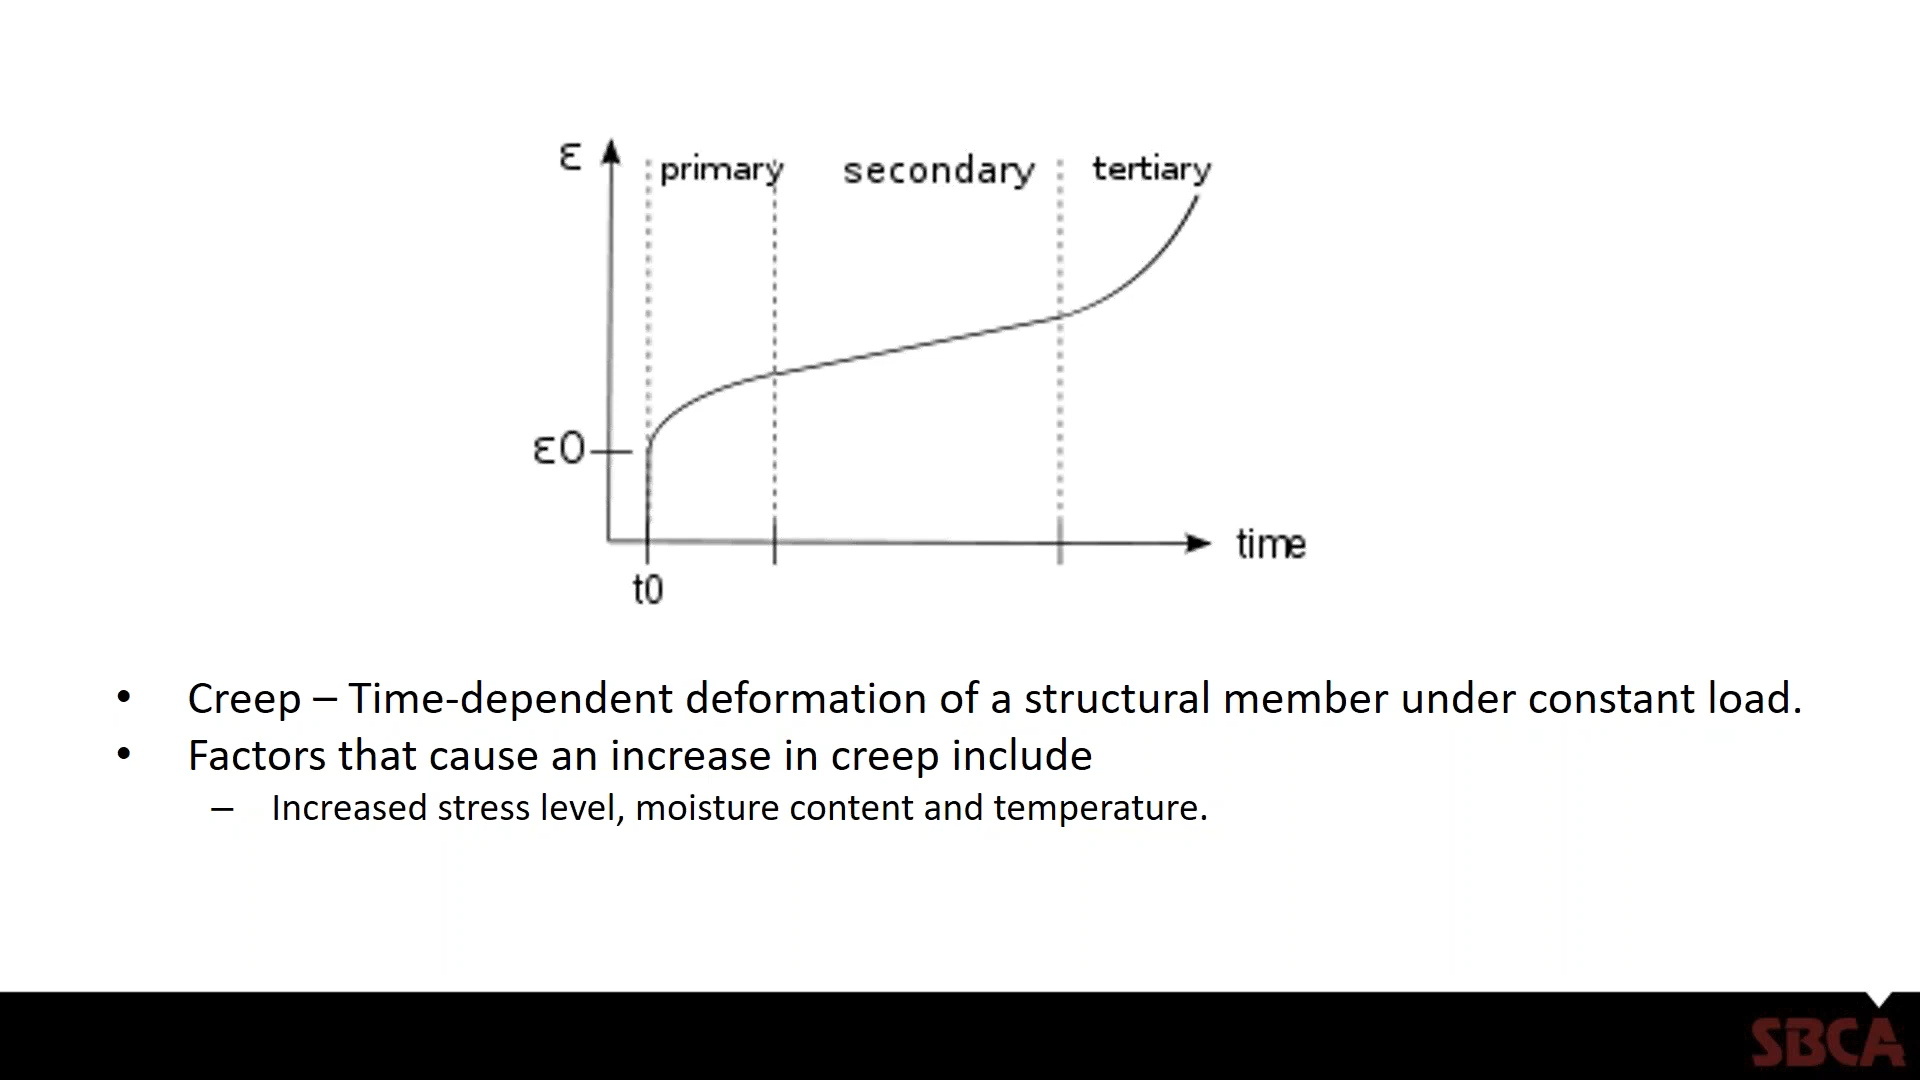 ε
primary secondary tertiary
ε0
time
t0
• Creep – Time-dependent deformation of a structural member under constant load.
• Factors that cause an increase in creep include
– Increased stress level, moisture content and temperature.
SBCA